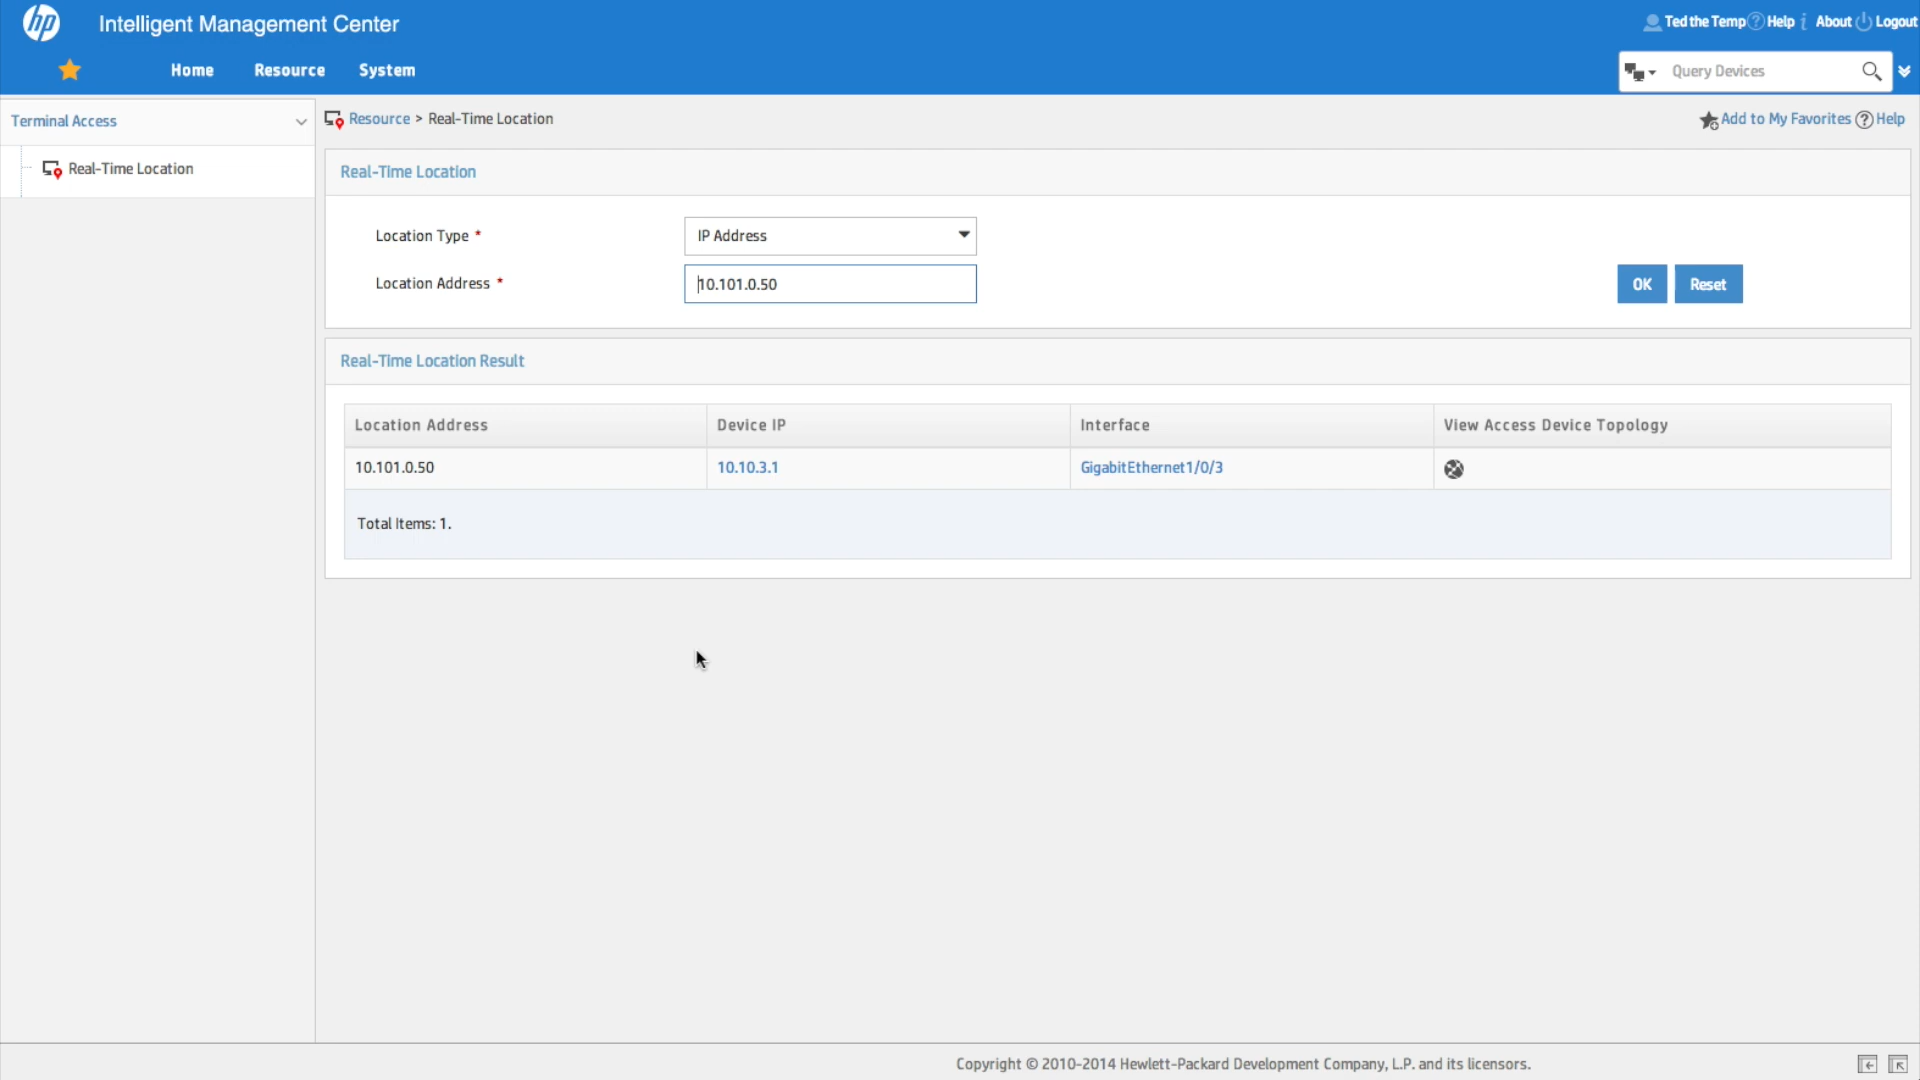 hp Intelligent Management Center
Ted the Temp Help About Logout
Home Resource System
Query Devices
Terminal Access
Real-Time Location
Resource > Real-Time Location
Add to My Favorites Help
Real-Time Location
Location Type *
IP Address
Location Address *
10.101.0.50
OK Reset
Real-Time Location Result
Location Address Device IP Interface View Access Device Topology
10.101.0.50 10.10.3.1 GigabitEthernet1/0/3
Total Items: 1.
Copyright © 2010-2014 Hewlett-Packard Development Company, L.P. and its licensors.